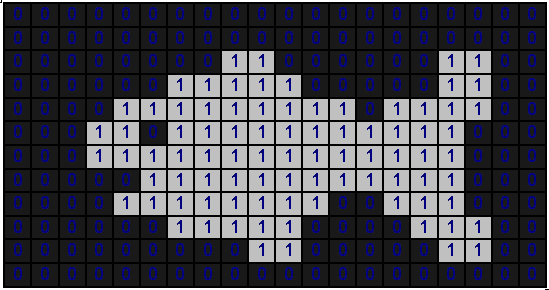 0 0 0 0 0 0 0 0 0 0 0 0 0 0 0 0 0 0 0 0
0 0 0 0 0 0 0 0 0 0 0 0 0 0 0 0 0 0 0 0
0 0 0 0 0 0 0 0 1 1 0 0 0 0 0 0 1 1 0 0
0 0 0 0 0 0 1 1 1 1 1 0 0 0 0 0 1 1 0 0
0 0 0 0 1 1 1 1 1 1 1 1 1 0 1 1 1 1 0 0
0 0 0 1 1 0 1 1 1 1 1 1 1 1 1 1 1 0 0 0
0 0 0 1 1 1 1 1 1 1 1 1 1 1 1 1 1 0 0 0
0 0 0 0 0 1 1 1 1 1 1 1 1 1 1 1 1 0 0 0
0 0 0 0 1 1 1 1 1 1 1 1 0 0 1 1 1 0 0 0
0 0 0 0 0 0 1 1 1 1 1 0 0 0 0 1 1 1 0 0
0 0 0 0 0 0 0 0 0 1 1 0 0 0 0 0 1 1 0 0
0 0 0 0 0 0 0 0 0 0 0 0 0 0 0 0 0 0 0 0